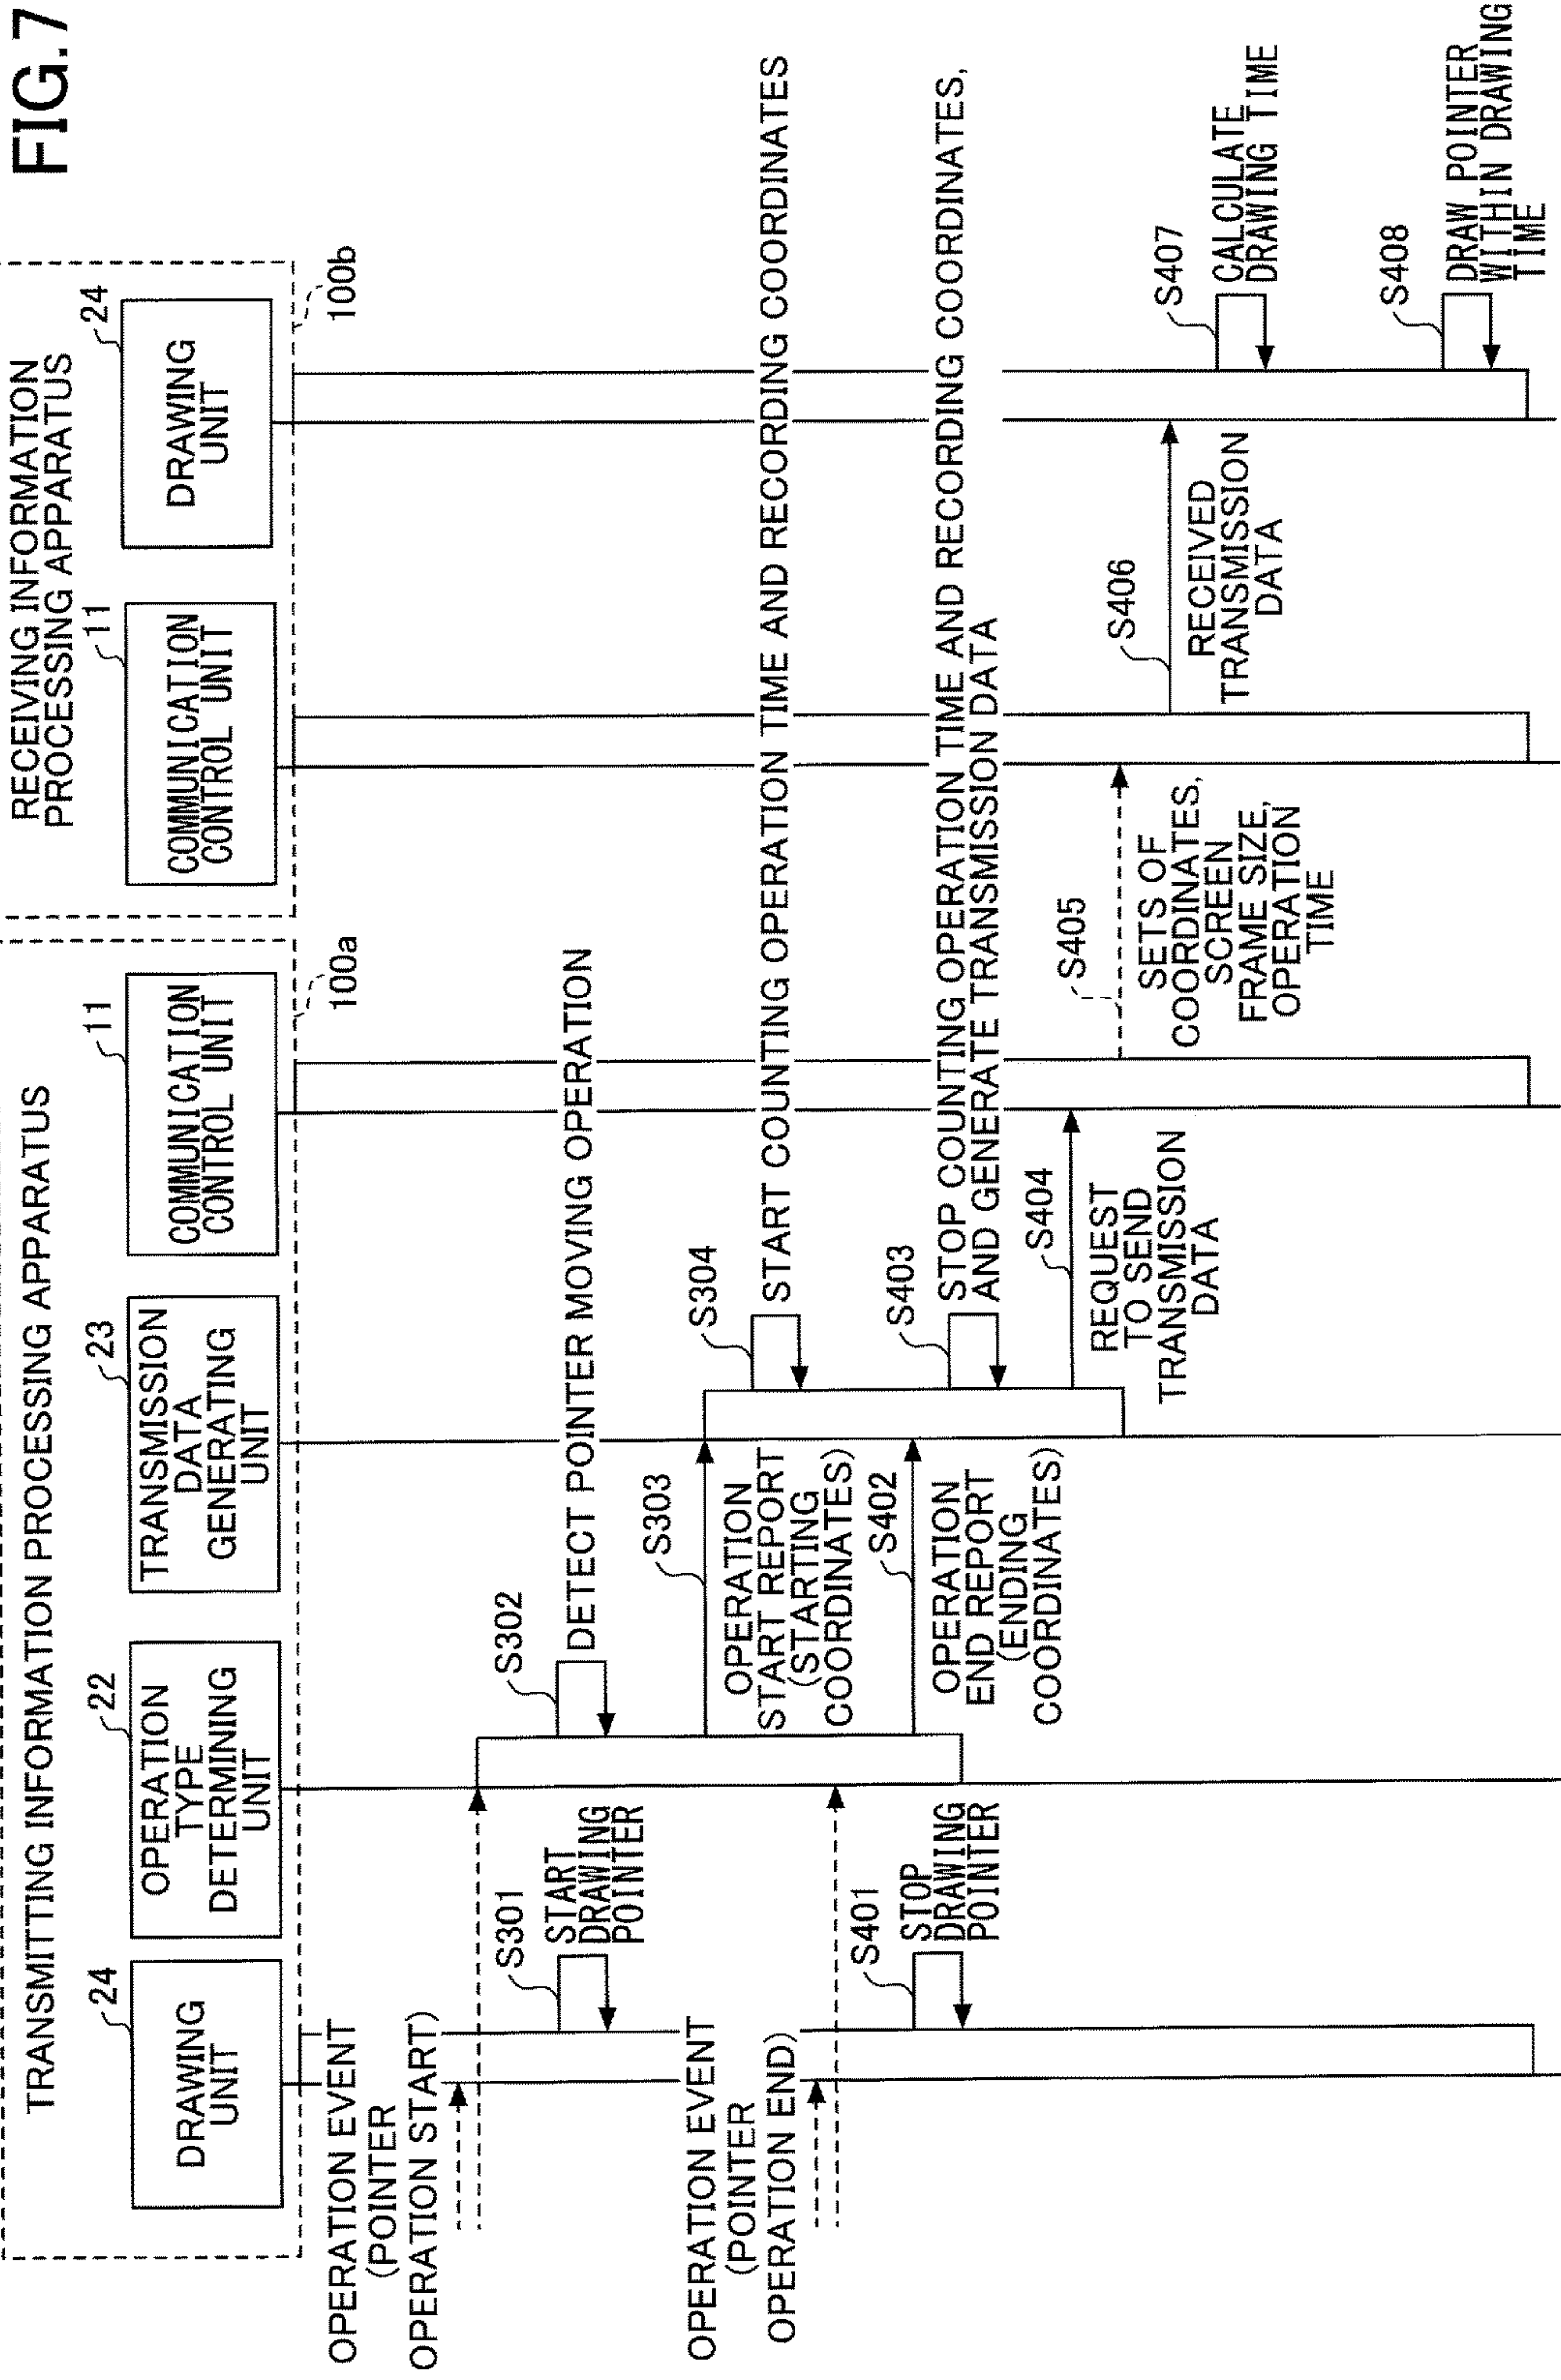 FIG.7
TRANSMITTING INFORMATION PROCESSING APPARATUS
RECEIVING INFORMATION
PROCESSING APPARATUS
24
DRAWING
UNIT
22
OPERATION
TYPE
DETERMINING
UNIT
23
TRANSMISSION
DATA
GENERATING
UNIT
11
COMMUNICATION
CONTROL UNIT
100a
11
COMMUNICATION
CONTROL UNIT
24
DRAWING
UNIT
100b
OPERATION EVENT
(POINTER
OPERATION START)
S301
START
DRAWING
POINTER
S302
DETECT POINTER MOVING OPERATION
S303
OPERATION
START REPORT
(STARTING
COORDINATES)
S304
START COUNTING OPERATION TIME AND RECORDING COORDINATES
OPERATION EVENT
(POINTER
OPERATION END)
S401
STOP
DRAWING
POINTER
S402
OPERATION
END REPORT
(ENDING
COORDINATES)
S403
STOP COUNTING OPERATION TIME AND RECORDING COORDINATES,
AND GENERATE TRANSMISSION DATA
S404
REQUEST
TO SEND
TRANSMISSION
DATA
S405
SETS OF
COORDINATES,
SCREEN
FRAME SIZE,
OPERATION
TIME
S406
RECEIVED
TRANSMISSION
DATA
S407
CALCULATE
DRAWING TIME
S408
DRAW POINTER
WITHIN DRAWING
TIME